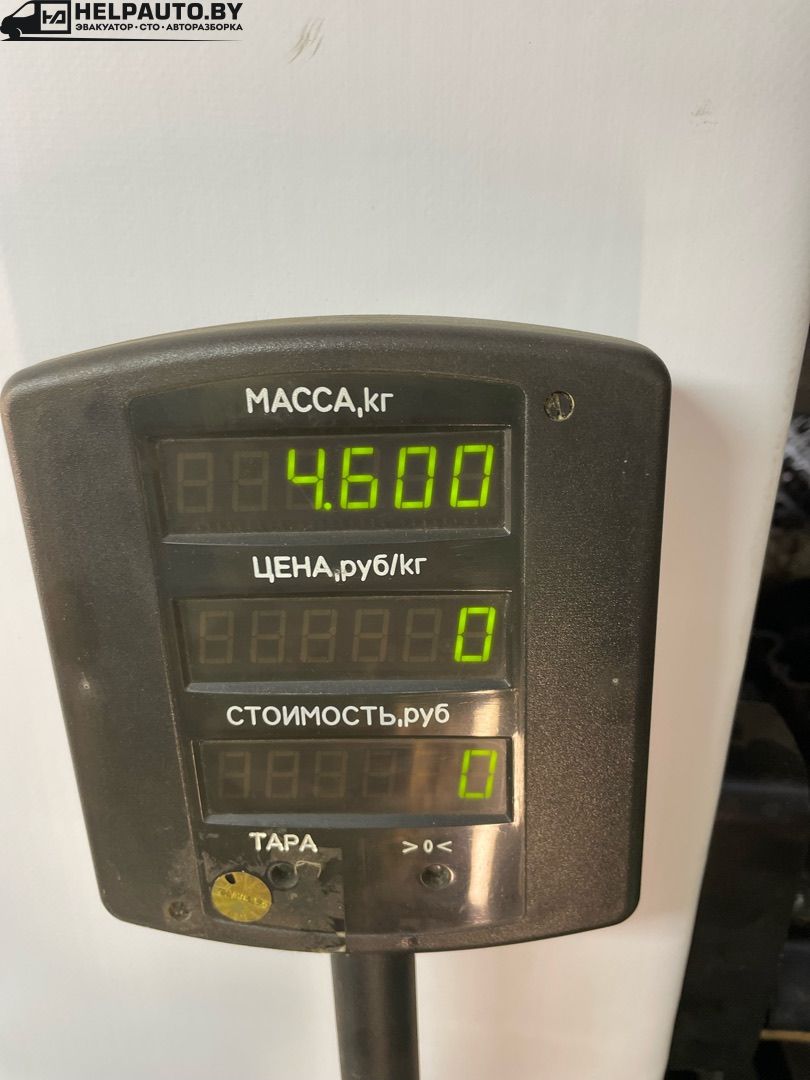 HELPAUTO.BY
ЭВАКУАТОР • СТО • АВТОРАЗБОРКА
МАССА,кг
4.600
ЦЕНА,руб/кг
0
СТОИМОСТЬ,руб
0
ТАРА >0<